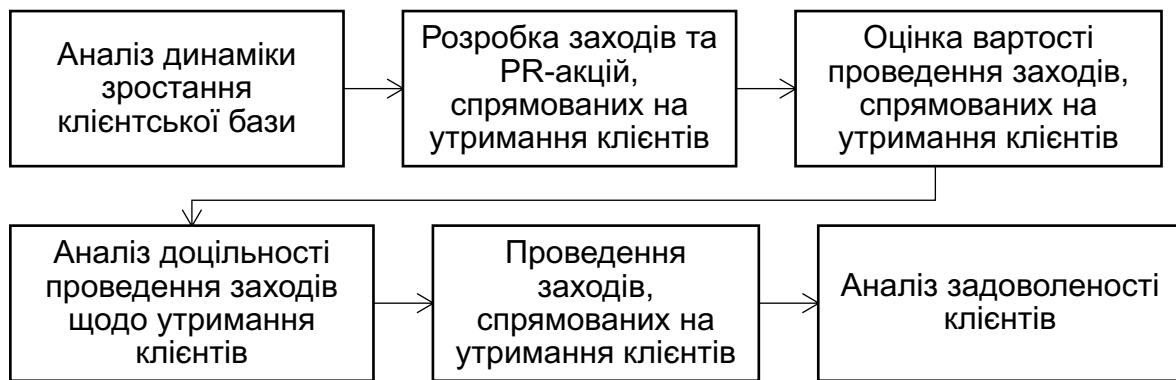 Аналіз динаміки
зростання
клієнтської бази
Розробка заходів та
PR-акцій,
спрямованих на
утримання клієнтів
Оцінка вартості
проведення заходів,
спрямованих на
утримання клієнтів
Аналіз доцільності
проведення заходів
щодо утримання
клієнтів
Проведення
заходів,
спрямованих на
утримання клієнтів
Аналіз задоволеності
клієнтів